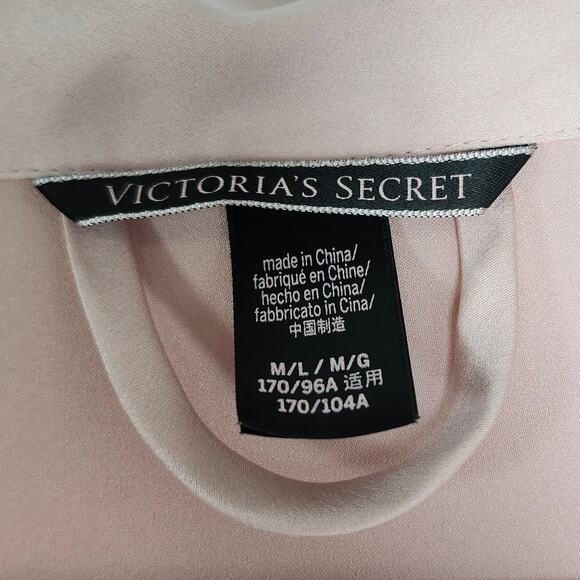 VICTORIA'S SECRET
made in China/
fabriqué en Chine/
hecho en China/
fabbricato in Cina/
中国制造
M/L / M/G
170/96A 适用
170/104A